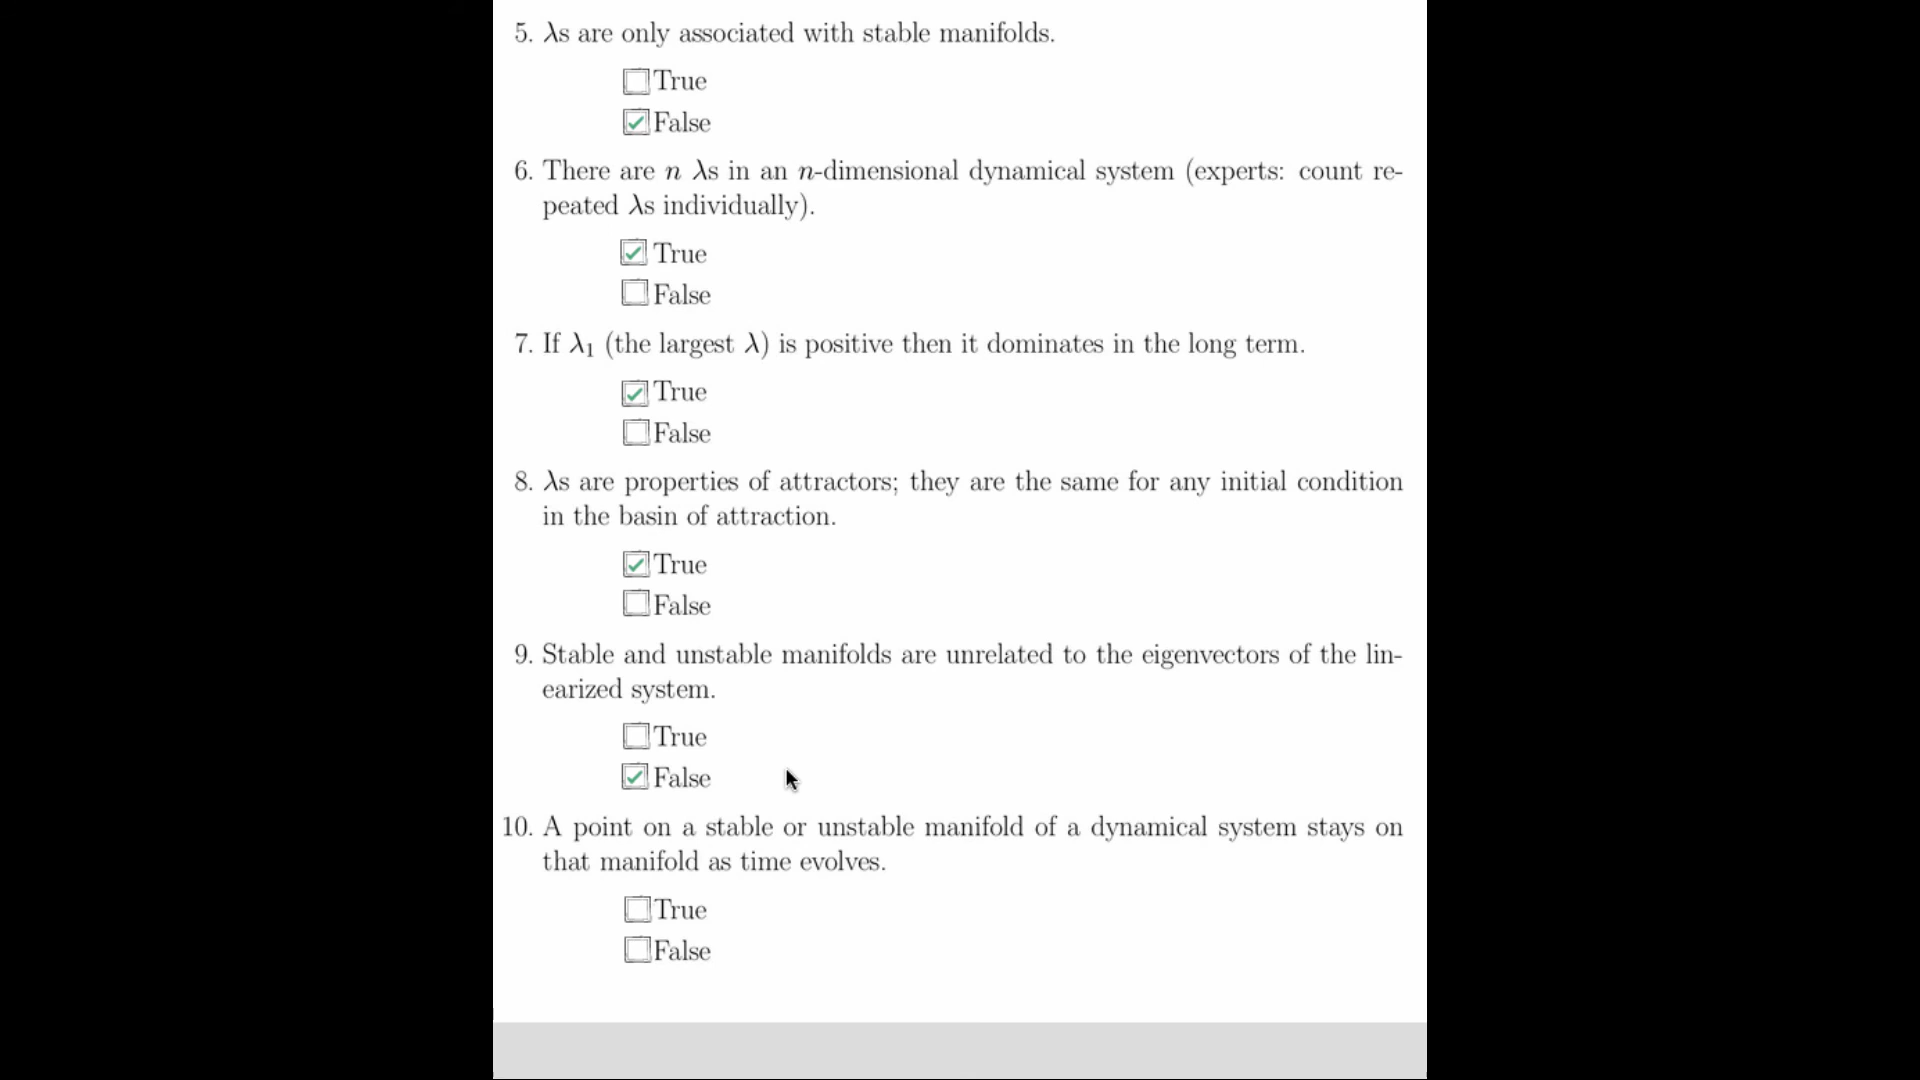 5. λs are only associated with stable manifolds.
True
False
6. There are n λs in an n-dimensional dynamical system (experts: count re-
peated λs individually).
True
False
7. If λ₁ (the largest λ) is positive then it dominates in the long term.
True
False
8. λs are properties of attractors; they are the same for any initial condition
in the basin of attraction.
True
False
9. Stable and unstable manifolds are unrelated to the eigenvectors of the lin-
earized system.
True
False
10. A point on a stable or unstable manifold of a dynamical system stays on
that manifold as time evolves.
True
False